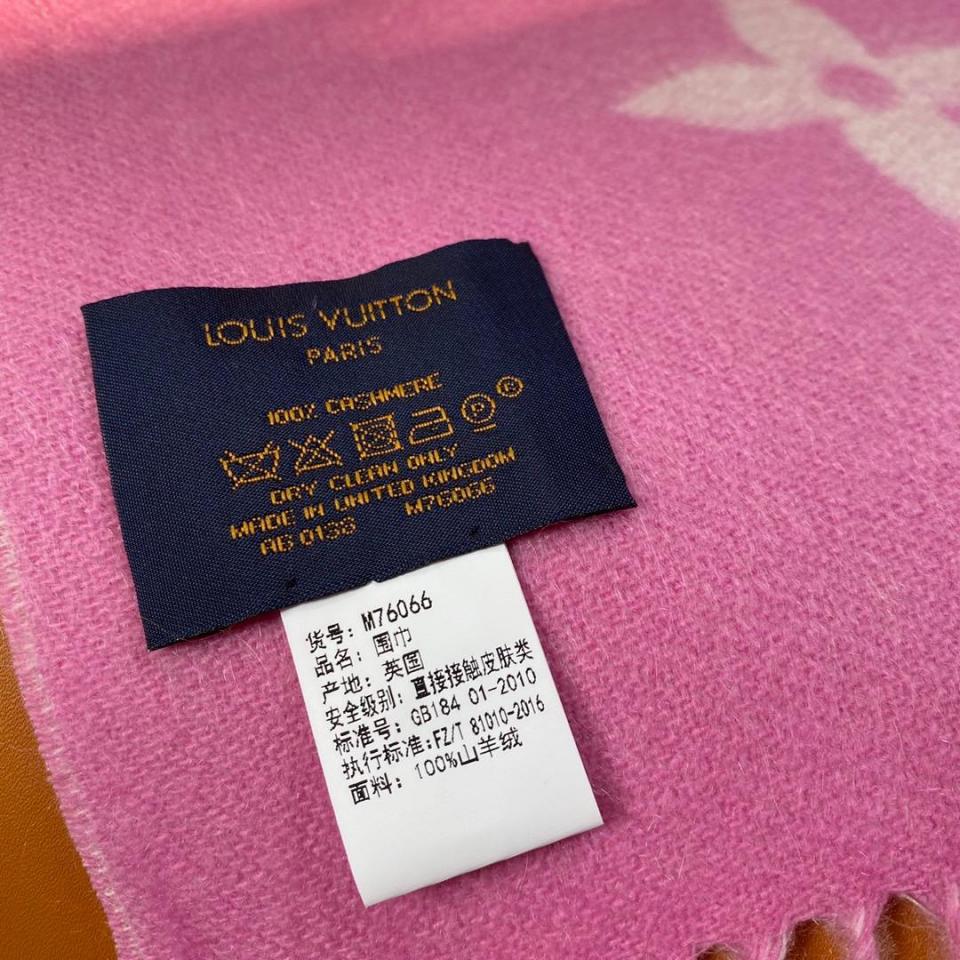 LOUIS VUITTON
PARIS
100% CASHMERE
P R
DRY CLEAN ONLY
MADE IN UNITED KINGDOM
AB 0138 M76066
货号: M76066
品名: 围巾
产地: 英国
安全级别: 直接接触皮肤类
标准号: GB184 01-2010
执行标准:FZ/T 81010-2016
面料: 100%山羊绒